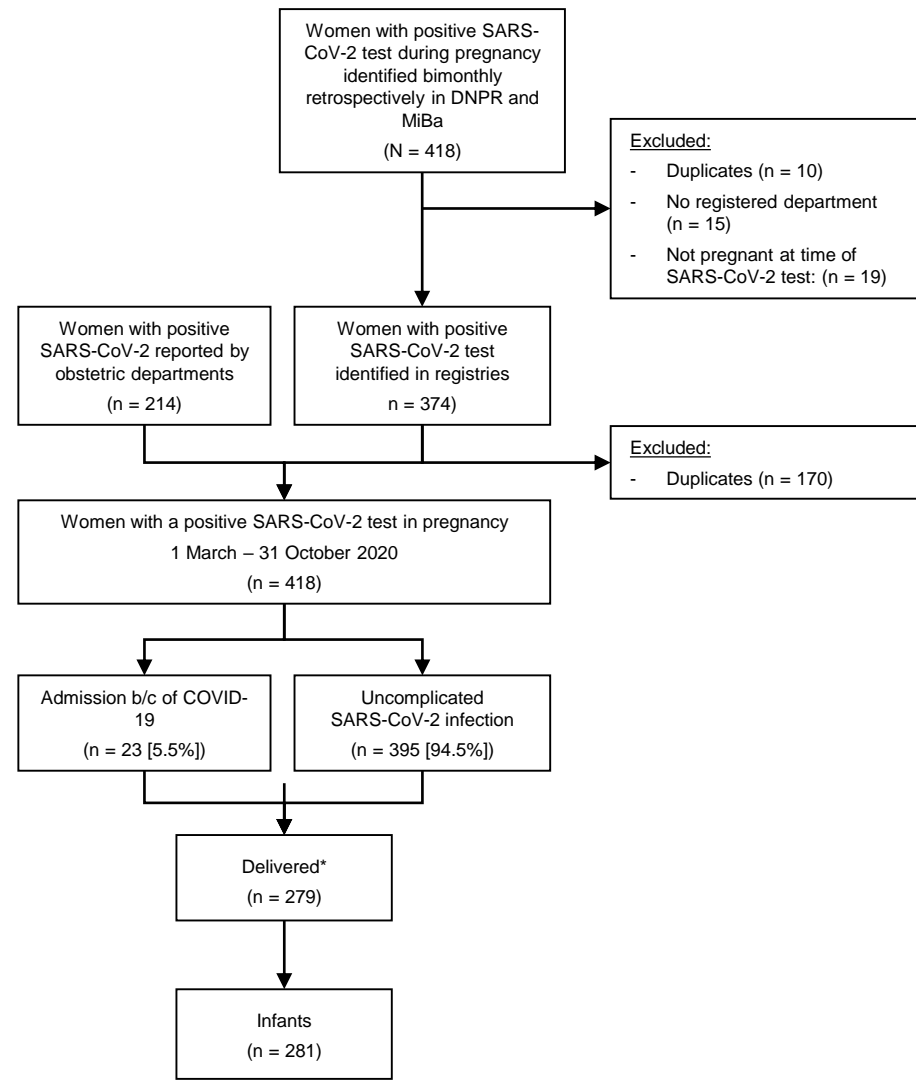 Women with positive SARS-
CoV-2 test during pregnancy
identified bimonthly
retrospectively in DNPR and
MiBa
(N = 418)
Excluded:
- Duplicates (n = 10)
- No registered department
(n = 15)
- Not pregnant at time of
SARS-CoV-2 test: (n = 19)
Women with positive
SARS-CoV-2 reported by
obstetric departments
(n = 214)
Women with positive
SARS-CoV-2 test
identified in registries
n = 374)
Excluded:
- Duplicates (n = 170)
Women with a positive SARS-CoV-2 test in pregnancy
1 March – 31 October 2020
(n = 418)
Admission b/c of COVID-
19
(n = 23 [5.5%])
Uncomplicated
SARS-CoV-2 infection
(n = 395 [94.5%])
Delivered*
(n = 279)
Infants
(n = 281)